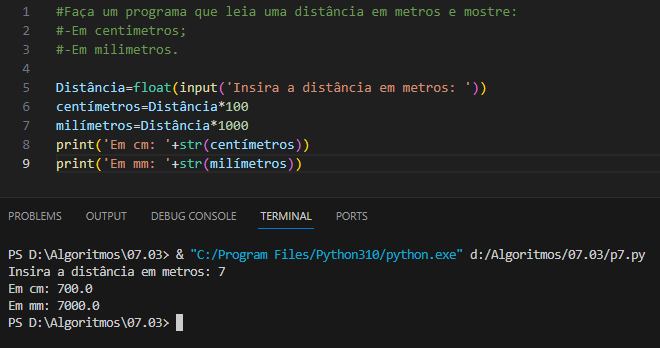 1 #Faça um programa que leia uma distância em metros e mostre:
2 #-Em centimetros;
3 #-Em milimetros.
4
5 Distância=float(input('Insira a distância em metros: '))
6 centímetros=Distância*100
7 milímetros=Distância*1000
8 print('Em cm: '+str(centímetros))
9 print('Em mm: '+str(milímetros))
PROBLEMS OUTPUT DEBUG CONSOLE TERMINAL PORTS
PS D:\Algoritmos\07.03> & "C:/Program Files/Python310/python.exe" d:/Algoritmos/07.03/p7.py
Insira a distância em metros: 7
Em cm: 700.0
Em mm: 7000.0
PS D:\Algoritmos\07.03>